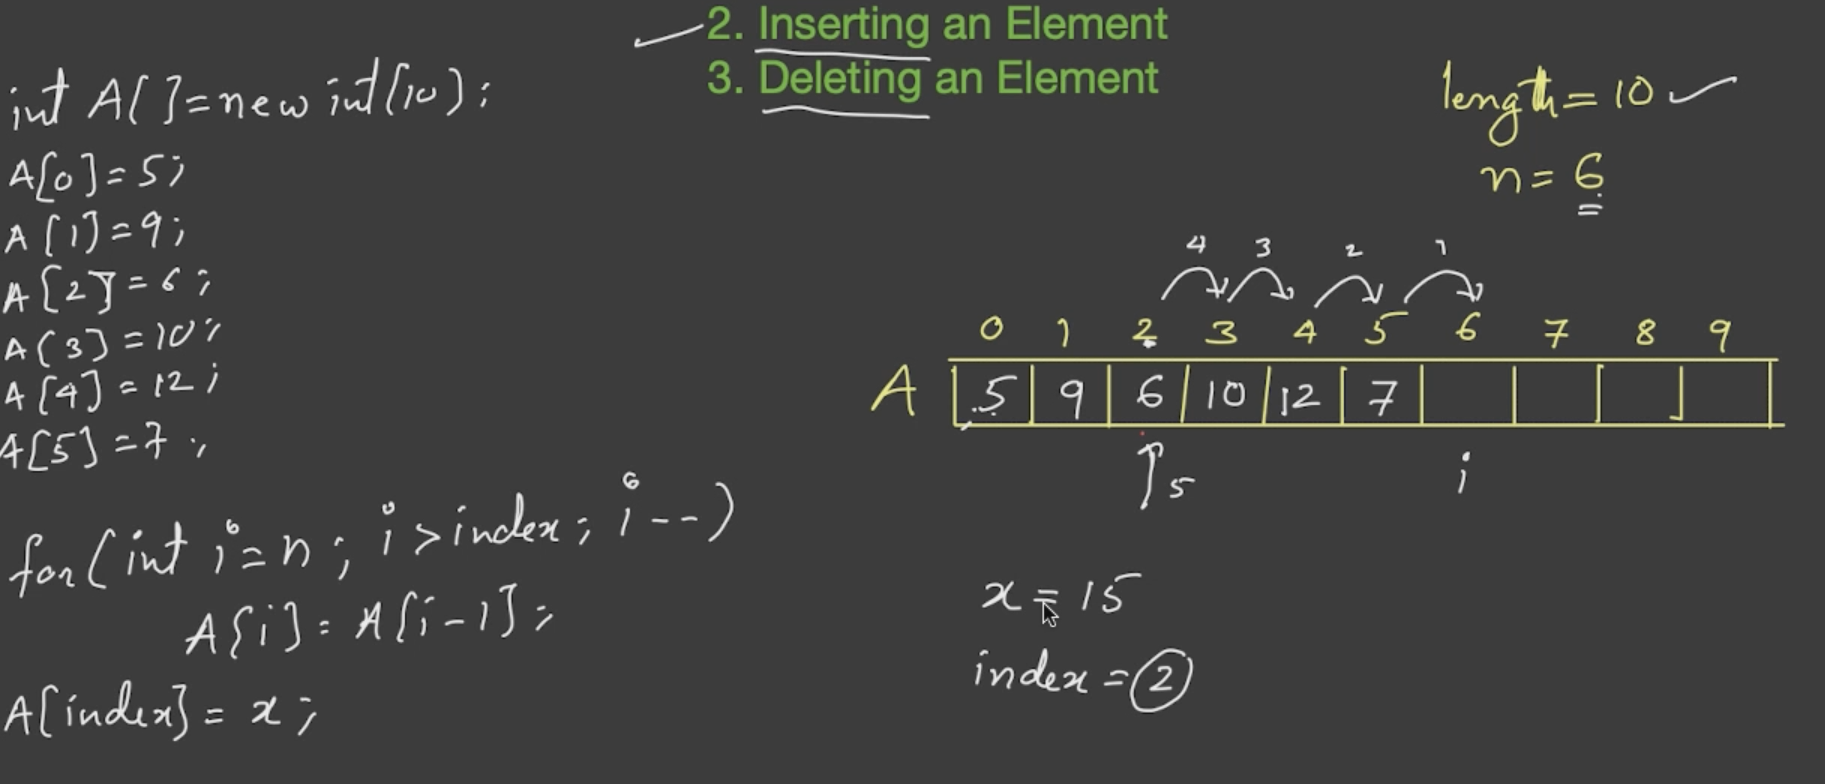 2. Inserting an Element
3. Deleting an Element
int A[]=new int(10);
A[0]=5;
A[1]=9;
A[2]=6;
A[3]=10;
A[4]=12;
A[5]=7;
for(int i=n; i>index; i--)
6 6
A[i]=A[i-1];
A[index]=x;
length=10
n=6
4 3 2 1
0 1 2 3 4 5 6 7 8 9
A 5 9 6 10 12 7
5 i
x=15
index=2